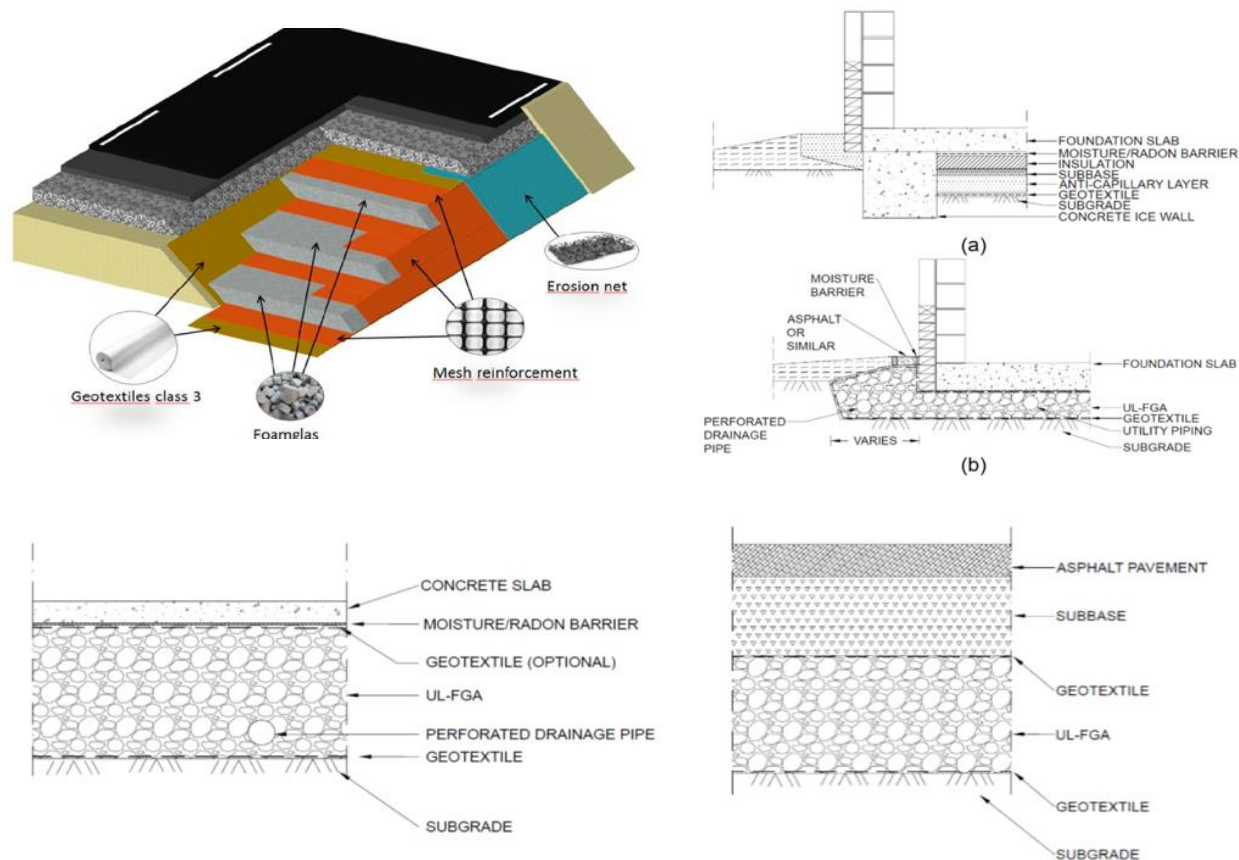 Erosion net
Mesh reinforcement
Geotextiles class 3
Foamglas
FOUNDATION SLAB
MOISTURE/RADON BARRIER
INSULATION
SUBBASE
ANTI-CAPILLARY LAYER
GEOTEXTILE
SUBGRADE
CONCRETE ICE WALL
(a)
MOISTURE
BARRIER
ASPHALT
OR
SIMILAR
FOUNDATION SLAB
PERFORATED
DRAINAGE
PIPE
VARIES
UL-FGA
GEOTEXTILE
UTILITY PIPING
SUBGRADE
(b)
CONCRETE SLAB
MOISTURE/RADON BARRIER
GEOTEXTILE (OPTIONAL)
UL-FGA
PERFORATED DRAINAGE PIPE
GEOTEXTILE
SUBGRADE
ASPHALT PAVEMENT
SUBBASE
GEOTEXTILE
UL-FGA
GEOTEXTILE
SUBGRADE